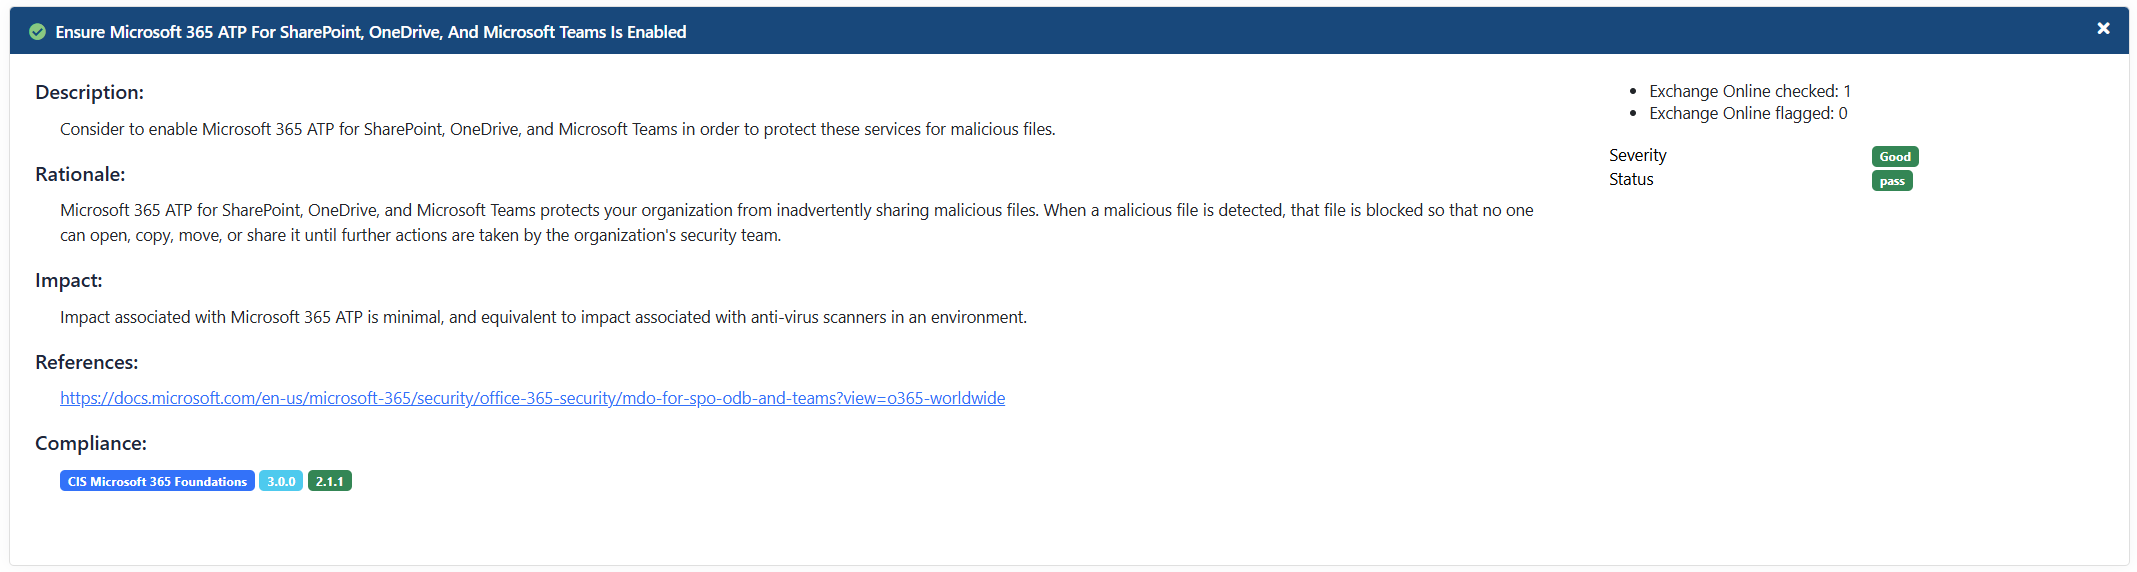 Ensure Microsoft 365 ATP For SharePoint, OneDrive, And Microsoft Teams Is Enabled
Description:
Consider to enable Microsoft 365 ATP for SharePoint, OneDrive, and Microsoft Teams in order to protect these services for malicious files.
Rationale:
Microsoft 365 ATP for SharePoint, OneDrive, and Microsoft Teams protects your organization from inadvertently sharing malicious files. When a malicious file is detected, that file is blocked so that no one
can open, copy, move, or share it until further actions are taken by the organization's security team.
Impact:
Impact associated with Microsoft 365 ATP is minimal, and equivalent to impact associated with anti-virus scanners in an environment.
References:
https://docs.microsoft.com/en-us/microsoft-365/security/office-365-security/mdo-for-spo-odb-and-teams?view=o365-worldwide
Compliance:
CIS Microsoft 365 Foundations 3.0.0 2.1.1
• Exchange Online checked: 1
• Exchange Online flagged: 0
Severity Good
Status pass